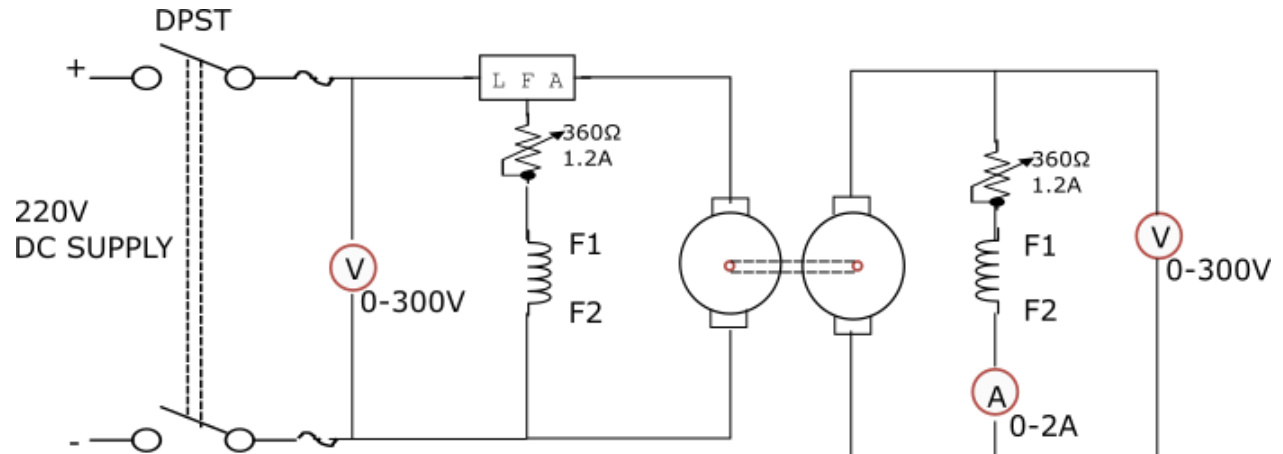 DPST
+
L F A
360Ω
1.2A
360Ω
1.2A
220V
DC SUPPLY
V
0-300V
F1
F2
F1
F2
V
0-300V
A
0-2A
-